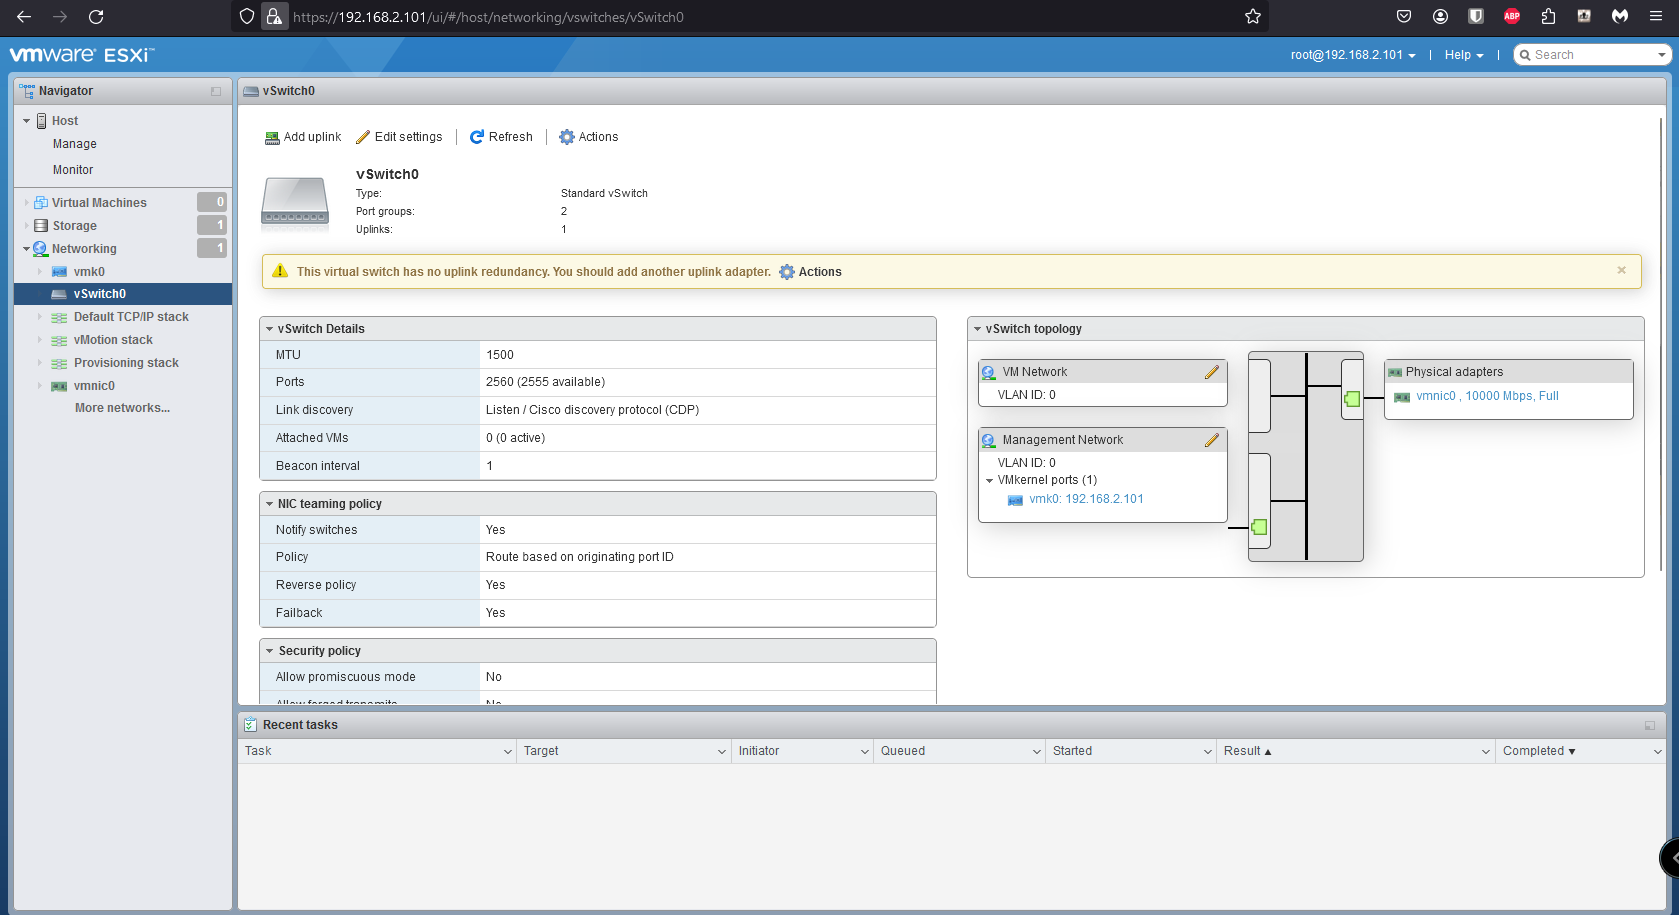 https://192.168.2.101/ui/#/host/networking/vswitches/vSwitch0
ABP
vmware ESXi™
root@192.168.2.101 | Help | Search
Navigator
Host
Manage
Monitor
Virtual Machines 0
Storage 1
Networking 1
vmk0
vSwitch0
Default TCP/IP stack
vMotion stack
Provisioning stack
vmnic0
More networks...
vSwitch0
Add uplink Edit settings | Refresh | Actions
vSwitch0
Type: Standard vSwitch
Port groups: 2
Uplinks: 1
This virtual switch has no uplink redundancy. You should add another uplink adapter. Actions
vSwitch Details
MTU 1500
Ports 2560 (2555 available)
Link discovery Listen / Cisco discovery protocol (CDP)
Attached VMs 0 (0 active)
Beacon interval 1
NIC teaming policy
Notify switches Yes
Policy Route based on originating port ID
Reverse policy Yes
Failback Yes
Security policy
Allow promiscuous mode No
Allow forged transmits No
vSwitch topology
VM Network
VLAN ID: 0
Management Network
VLAN ID: 0
VMkernel ports (1)
vmk0: 192.168.2.101
Physical adapters
vmnic0 , 10000 Mbps, Full
Recent tasks
Task Target Initiator Queued Started Result ▲ Completed ▼